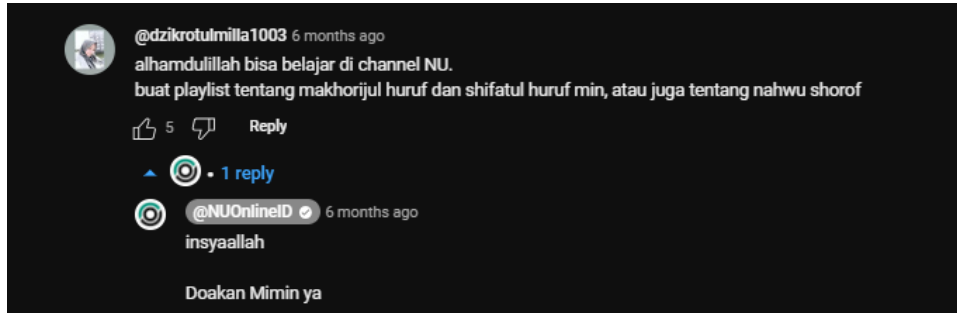 @dzikrotulmilla1003 6 months ago
alhamdulillah bisa belajar di channel NU.
buat playlist tentang makhorijul huruf dan shifatul huruf min, atau juga tentang nahwu shorof
5 Reply
1 reply
@NUOnlineID 6 months ago
insyaallah
Doakan Mimin ya